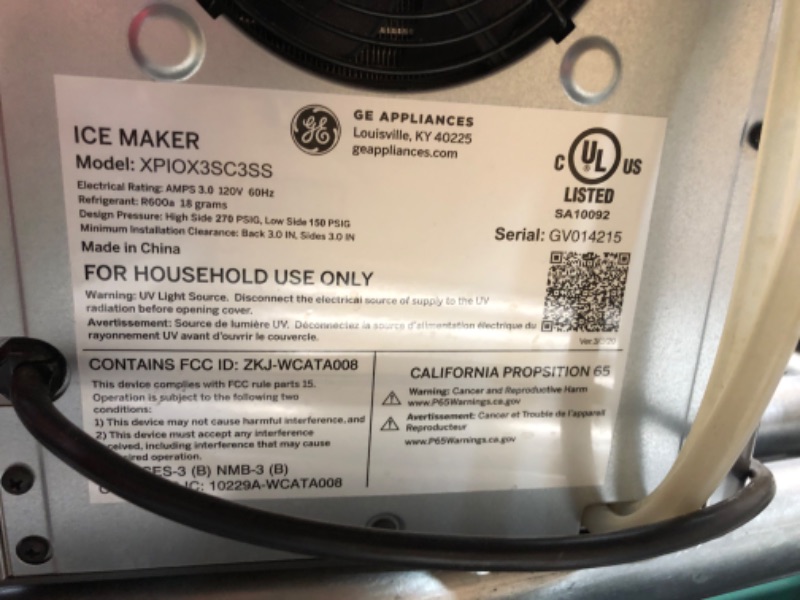 GE APPLIANCES
Louisville, KY 40225
geappliances.com
ICE MAKER
Model: XPIOX3SC3SS
Electrical Rating: AMPS 3.0 120V 60Hz
Refrigerant: R600a 18 grams
Design Pressure: High Side 270 PSIG, Low Side 150 PSIG
Minimum Installation Clearance: Back 3.0 IN, Sides 3.0 IN
Made in China
C UL US
LISTED
SA10092
Serial: GV014215
FOR HOUSEHOLD USE ONLY
Warning: UV Light Source. Disconnect the electrical source of supply to the UV
radiation before opening cover.
Avertissement: Source de lumière UV. Déconnectez la source d'alimentation électrique du
rayonnement UV avant d'ouvrir le couvercle.
CONTAINS FCC ID: ZKJ-WCATA008
This device complies with FCC rule parts 15.
Operation is subject to the following two
conditions:
1) This device may not cause harmful interference, and
2) This device must accept any interference
received, including interference that may cause
operation.
(B) NMB-3 (B)
IC: 10229A-WCATA008
CALIFORNIA PROPSITION 65
Warning: Cancer and Reproductive Harm
www.P65Warnings.ca.gov
Avertissement: Cancer et Trouble de l'appareil
Reproducteur
www.P65Warnings.ca.gov